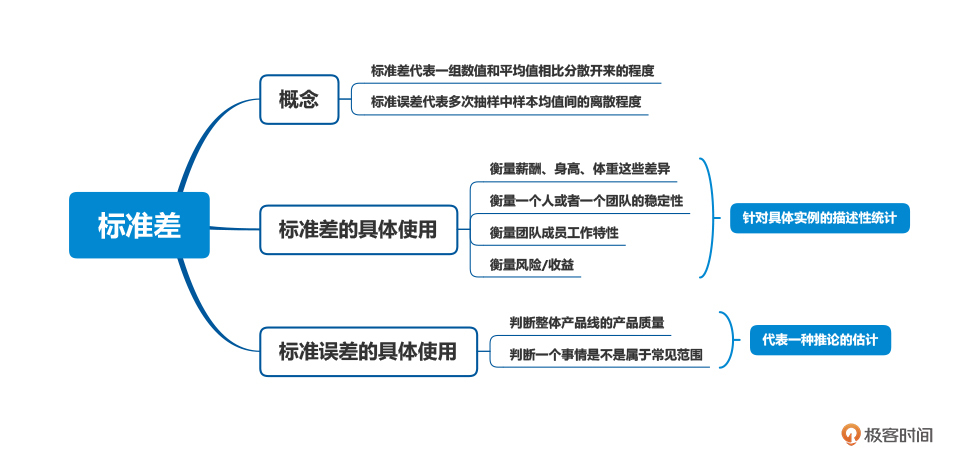 标准差
概念
标准差代表一组数值和平均值相比分散开来的程度
标准误差代表多次抽样中样本均值间的离散程度
标准差的具体使用
衡量薪酬、身高、体重这些差异
衡量一个人或者一个团队的稳定性
衡量团队成员工作特性
衡量风险/收益
针对具体实例的描述性统计
标准误差的具体使用
判断整体产品线的产品质量
判断一个事情是不是属于常见范围
代表一种推论的估计
极客时间